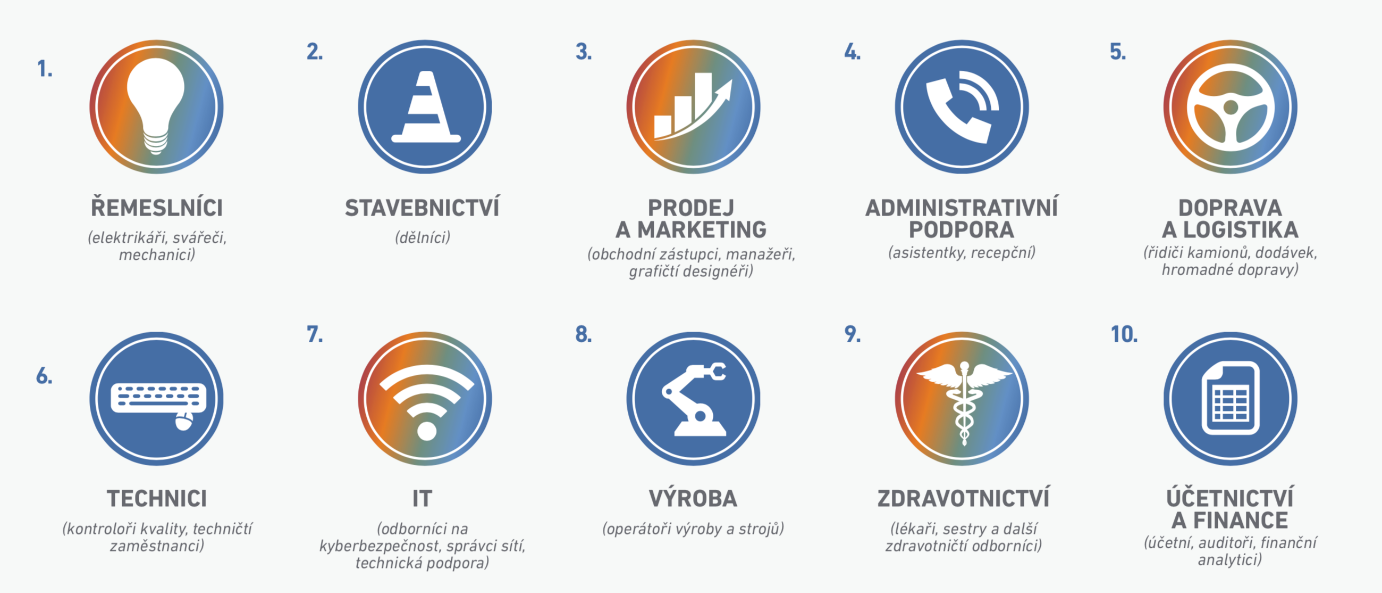 1.
ŘEMESLNÍCI
(elektrikáři, svářeči,
mechanici)
2.
STAVEBNICTVÍ
(dělníci)
3.
PRODEJ
A MARKETING
(obchodní zástupci, manažeři,
grafičtí designéři)
4.
ADMINISTRATIVNÍ
PODPORA
(asistentky, recepční)
5.
DOPRAVA
A LOGISTIKA
(řidiči kamionů, dodávek,
hromadné dopravy)
6.
TECHNICI
(kontroloři kvality, techničtí
zaměstnanci)
7.
IT
(odborníci na
kyberbezpečnost, správci sítí,
technická podpora)
8.
VÝROBA
(operátoři výroby a strojů)
9.
ZDRAVOTNICTVÍ
(lékaři, sestry a další
zdravotničtí odborníci)
10.
ÚČETNICTVÍ
A FINANCE
(účetní, auditoři, finanční
analytici)